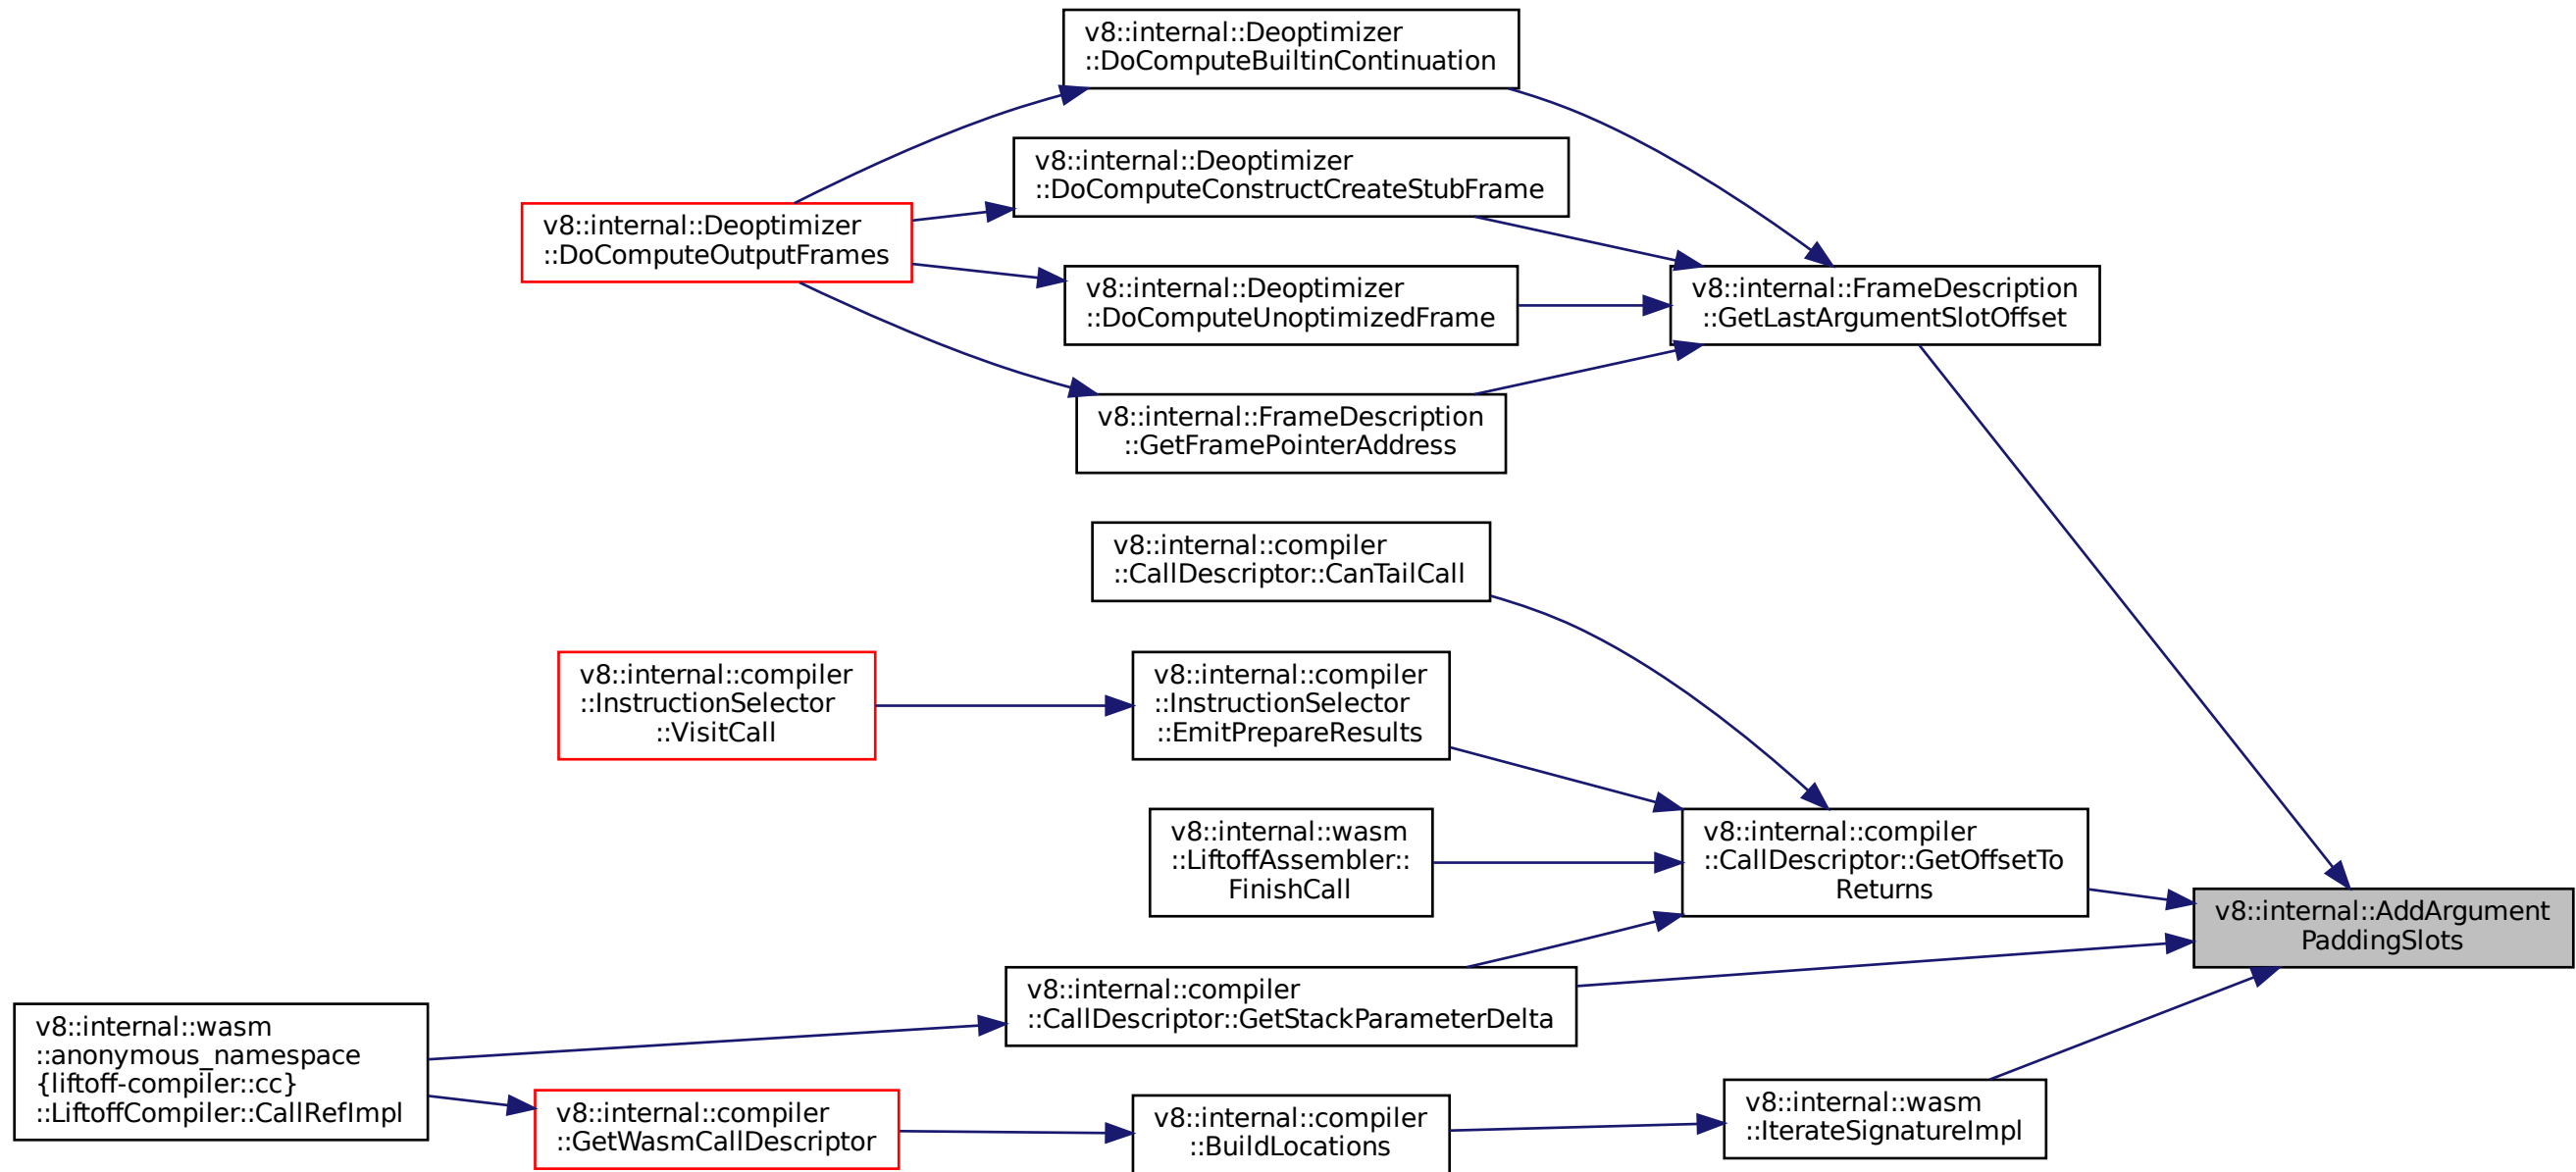 v8::internal::Deoptimizer
::DoComputeBuiltinContinuation
v8::internal::Deoptimizer
::DoComputeConstructCreateStubFrame
v8::internal::Deoptimizer
::DoComputeOutputFrames
v8::internal::Deoptimizer
::DoComputeUnoptimizedFrame
v8::internal::FrameDescription
::GetLastArgumentSlotOffset
v8::internal::FrameDescription
::GetFramePointerAddress
v8::internal::compiler
::CallDescriptor::CanTailCall
v8::internal::compiler
::InstructionSelector
::VisitCall
v8::internal::compiler
::InstructionSelector
::EmitPrepareResults
v8::internal::wasm
::LiftoffAssembler::
FinishCall
v8::internal::compiler
::CallDescriptor::GetOffsetTo
Returns
v8::internal::AddArgument
PaddingSlots
v8::internal::compiler
::CallDescriptor::GetStackParameterDelta
v8::internal::wasm
::anonymous_namespace
{liftoff-compiler::cc}
::LiftoffCompiler::CallRefImpl
v8::internal::compiler
::GetWasmCallDescriptor
v8::internal::compiler
::BuildLocations
v8::internal::wasm
::IterateSignatureImpl